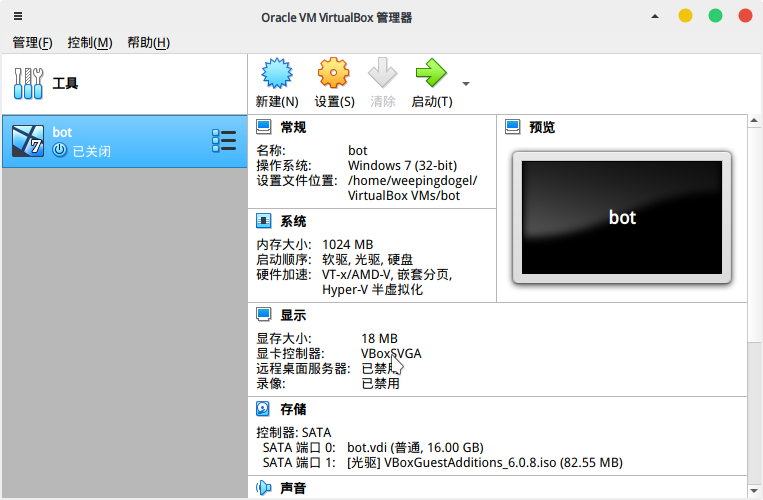 Oracle VM VirtualBox 管理器
管理(F) 控制(M) 帮助(H)
工具
新建(N) 设置(S) 清除 启动(T)
bot
已关闭
常规
名称: bot
操作系统: Windows 7 (32-bit)
设置文件位置: /home/weepingdogel/
VirtualBox VMs/bot
预览
bot
系统
内存大小: 1024 MB
启动顺序: 软驱, 光驱, 硬盘
硬件加速: VT-x/AMD-V, 嵌套分页,
Hyper-V 半虚拟化
显示
显存大小: 18 MB
显卡控制器: VBoxSVGA
远程桌面服务器: 已禁用
录像: 已禁用
存储
控制器: SATA
SATA 端口 0: bot.vdi (普通, 16.00 GB)
SATA 端口 1: [光驱] VBoxGuestAdditions_6.0.8.iso (82.55 MB)
声音